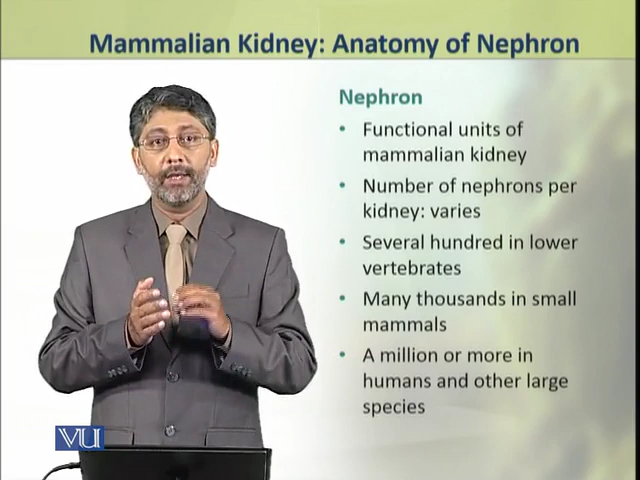 Mammalian Kidney: Anatomy of Nephron
Nephron
• Functional units of
mammalian kidney
• Number of nephrons per
kidney: varies
• Several hundred in lower
vertebrates
• Many thousands in small
mammals
• A million or more in
humans and other large
species
VU